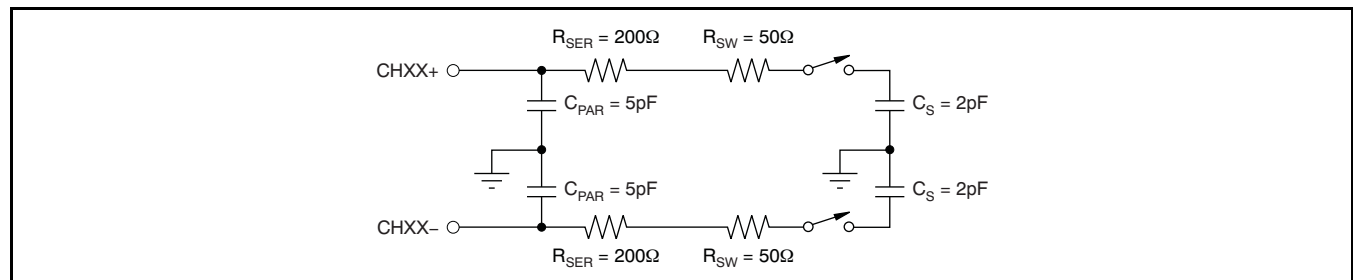 R_SER = 200Ω R_SW = 50Ω
CHXX+
C_PAR = 5pF C_S = 2pF
C_PAR = 5pF C_S = 2pF
CHXX−
R_SER = 200Ω R_SW = 50Ω